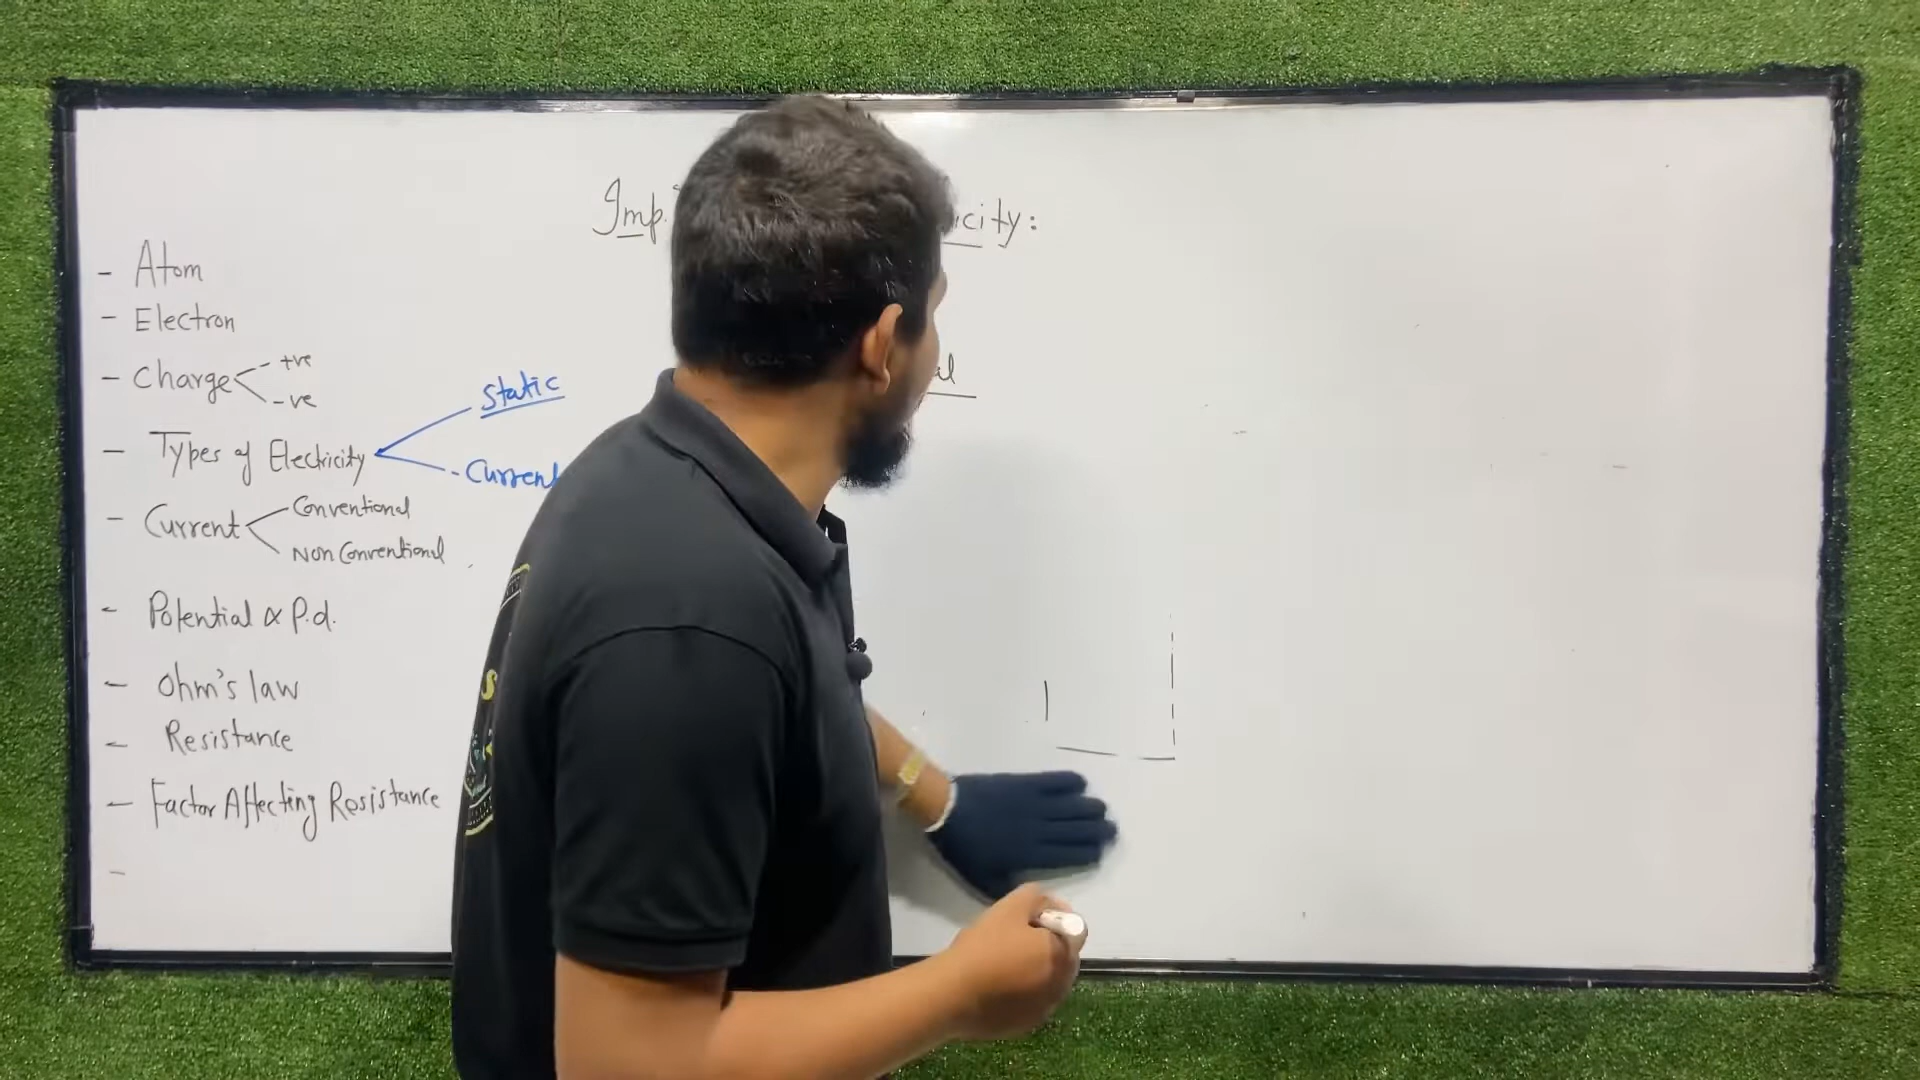 Imp. icity:
- Atom
- Electron
- Charge +ve
-ve
- Types of Electricity Static
- Current
- Current Conventional
Non Conventional
- Potential & P.d.
- Ohm's law
- Resistance
- Factor Affecting Resistance
-